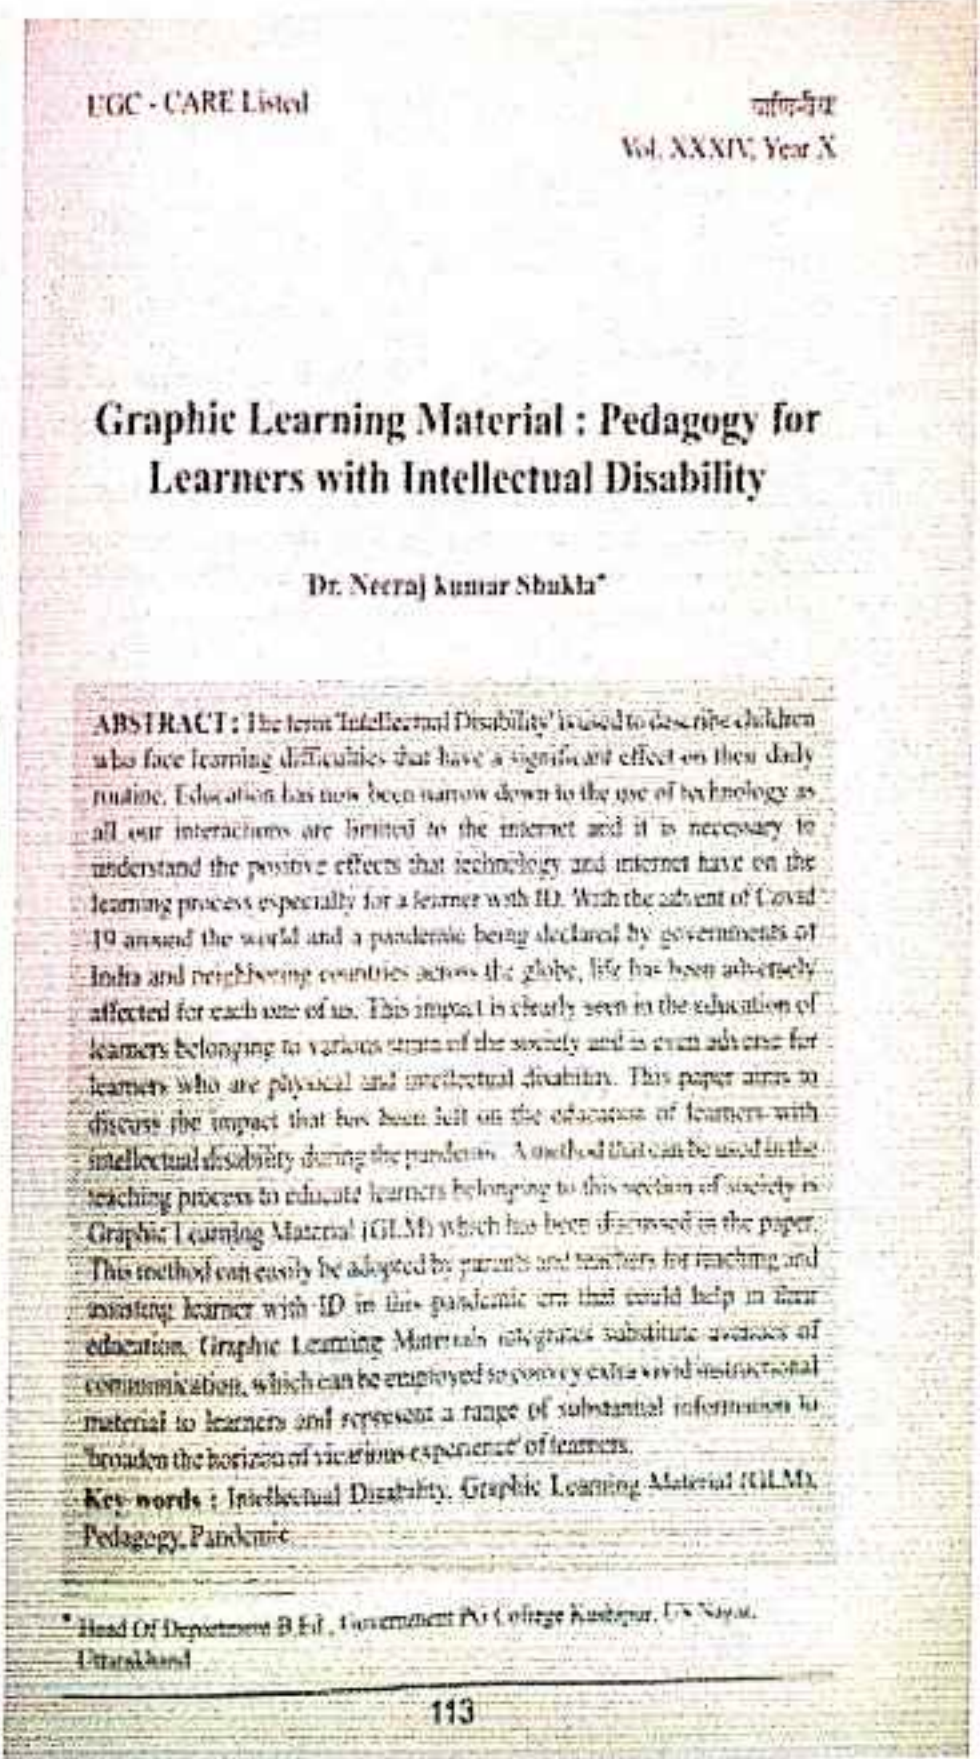 UGC - CARE Listed
Vol. XXXIV, Year X
Graphic Learning Material : Pedagogy for
Learners with Intellectual Disability
Dr. Neeraj kumar Shukla*
ABSTRACT : The term 'Intellectual Disability' is used to describe children
who face learning difficulties that have a significant effect on their daily
routine. Education has now been narrow down to the use of technology as
all our interactions are limited to the internet and it is necessary to
understand the positive effects that technology and internet have on the
learning process especially for a learner with ID. With the advent of Covid
19 around the world and a pandemic being declared by governments of
India and neighbering countries across the globe, life has been adversely
affected for each one of us. This impact is clearly seen in the education of
learners belonging to various strata of the society and is even adverse for
learners who are physical and intellectual disability. This paper aims to
discuss the impact that has been left on the education of learners with
intellectual disability during the pandemic. A method that can be used in the
teaching process to educate learners belonging to this section of society is
Graphic Learning Material (GLM) which has been discussed in the paper.
This method can easily be adopted by parents and teachers for teaching and
assisting learner with ID in this pandemic era that could help in their
education. Graphic Learning Materials integrates substitute avenues of
communication, which can be employed to convey extra vivid instructional
material to learners and represent a range of substantial information to
'broaden the horizon of vicarious experience' of learners.
Key words : Intellectual Disability, Graphic Learning Material (GLM),
Pedagogy, Pandemic
* Head Of Department B.Ed., Government PG College Kashipur, US Nagar,
Uttarakhand
113